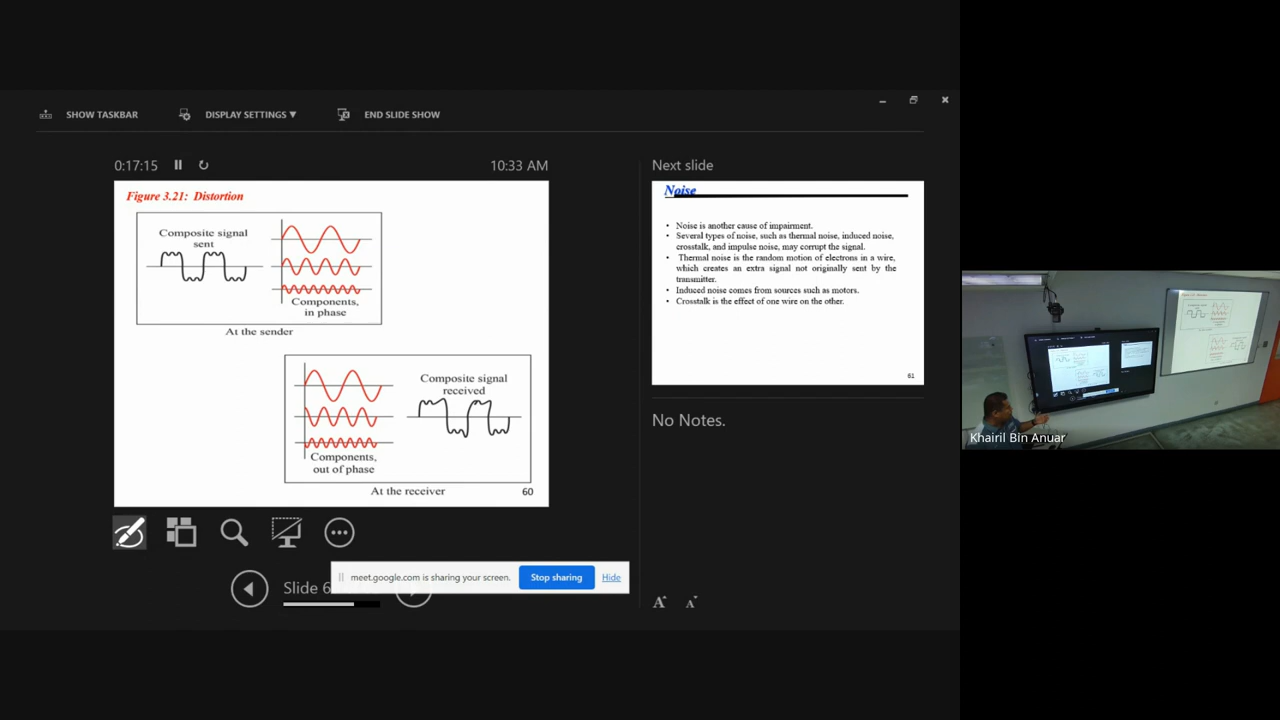 SHOW TASKBAR
DISPLAY SETTINGS ▼
END SLIDE SHOW
0:17:15
10:33 AM
Figure 3.21: Distortion
Composite signal
sent
Components,
in phase
At the sender
Composite signal
received
Components,
out of phase
At the receiver
60
Next slide
Noise
• Noise is another cause of impairment.
• Several types of noise, such as thermal noise, induced noise,
crosstalk, and impulse noise, may corrupt the signal.
• Thermal noise is the random motion of electrons in a wire,
which creates an extra signal not originally sent by the
transmitter.
• Induced noise comes from sources such as motors.
• Crosstalk is the effect of one wire on the other.
61
No Notes.
meet.google.com is sharing your screen.
Stop sharing
Hide
Slide 6
A
A
Khairil Bin Anuar